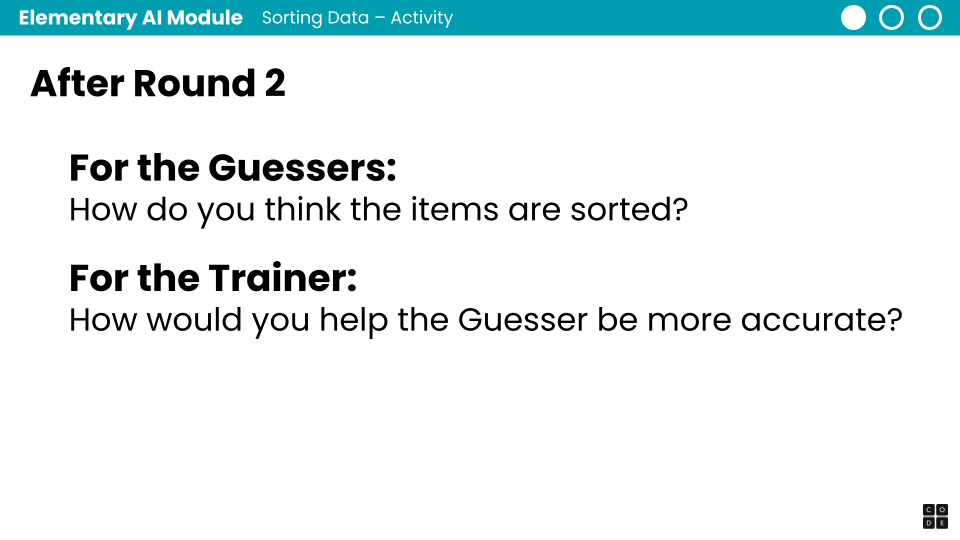 Elementary AI Module Sorting Data – Activity
After Round 2
For the Guessers:
How do you think the items are sorted?
For the Trainer:
How would you help the Guesser be more accurate?
C O
D E